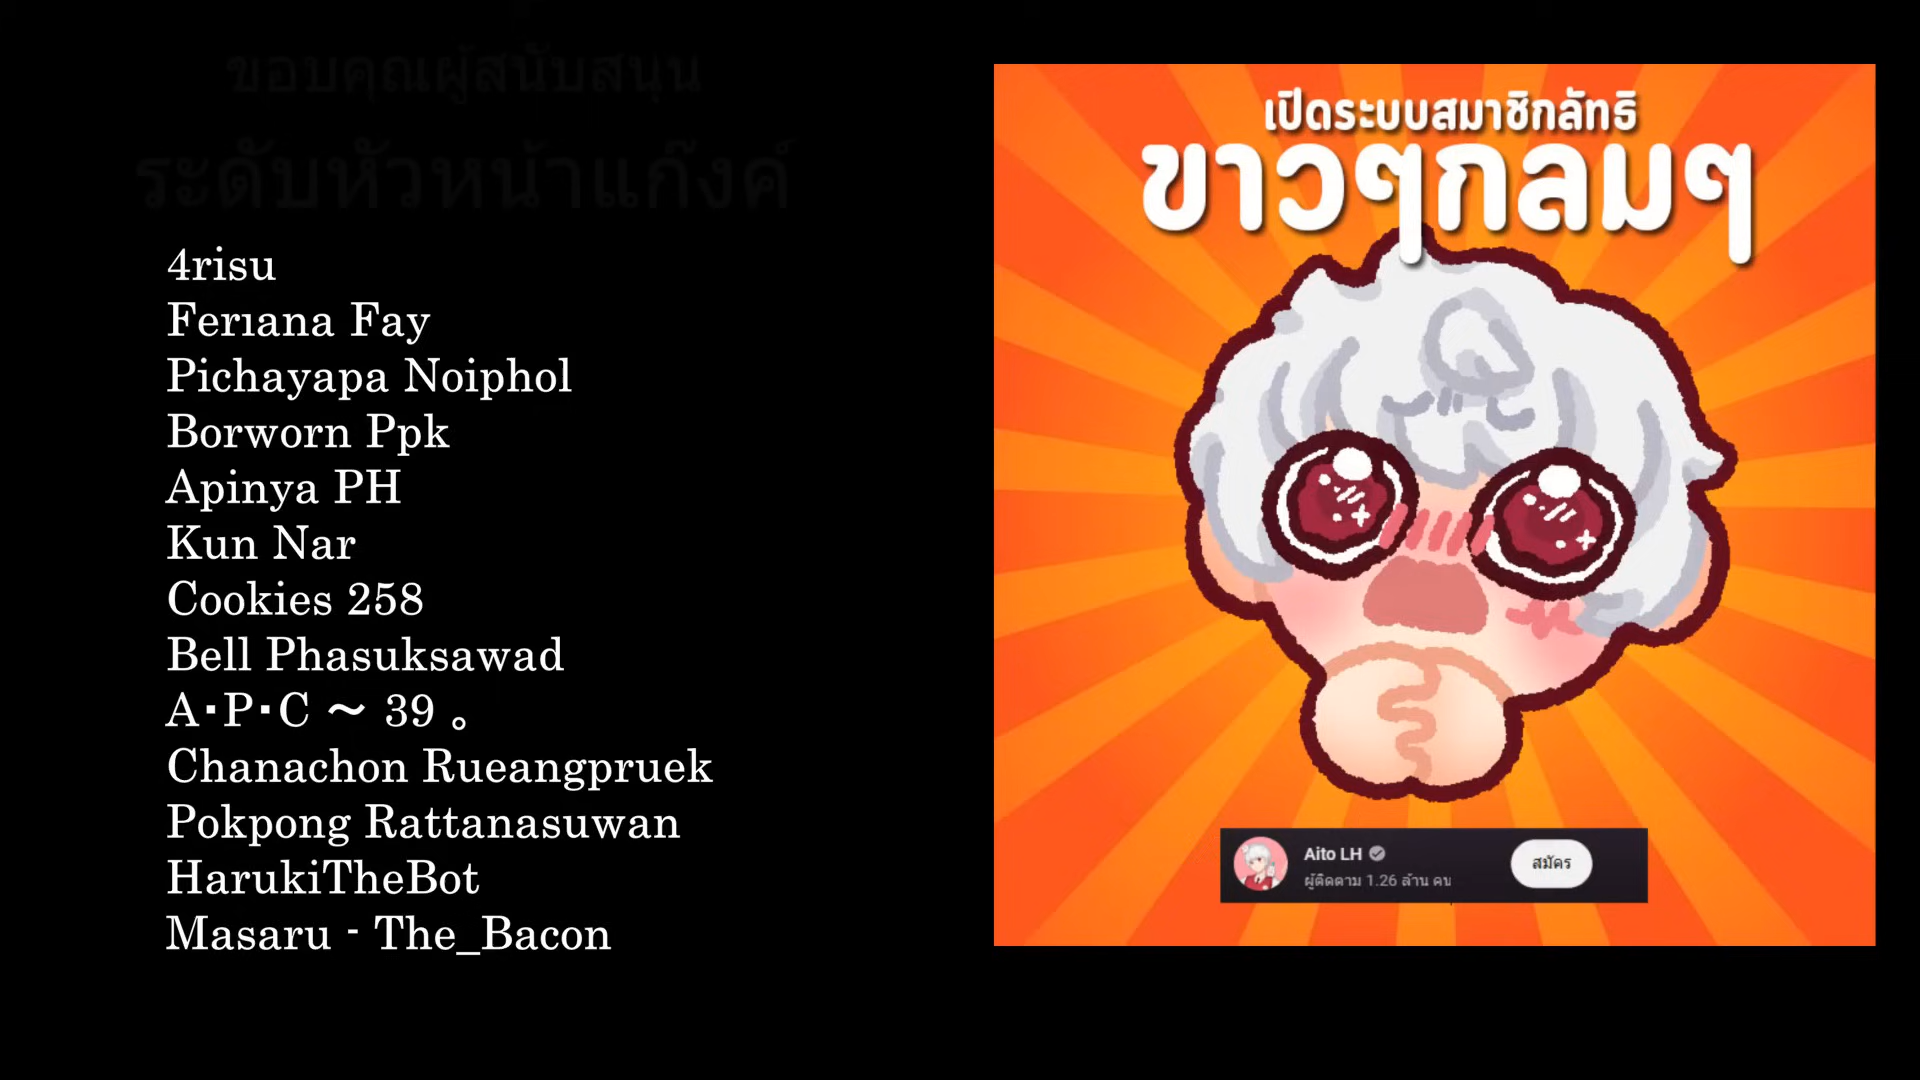 ขอบคุณผู้สนับสนุน
ระดับหัวหน้าแก๊งค์
4risu
Ferıana Fay
Pichayapa Noiphol
Borworn Ppk
Apinya PH
Kun Nar
Cookies 258
Bell Phasuksawad
A･P･C ～ 39 。
Chanachon Rueangpruek
Pokpong Rattanasuwan
HarukiTheBot
Masaru - The_Bacon
เปิดระบบสมาชิกลัทธิ
ขาวๆกลมๆ
Aito LH
ผู้ติดตาม 1.26 ล้าน คน
สมัคร